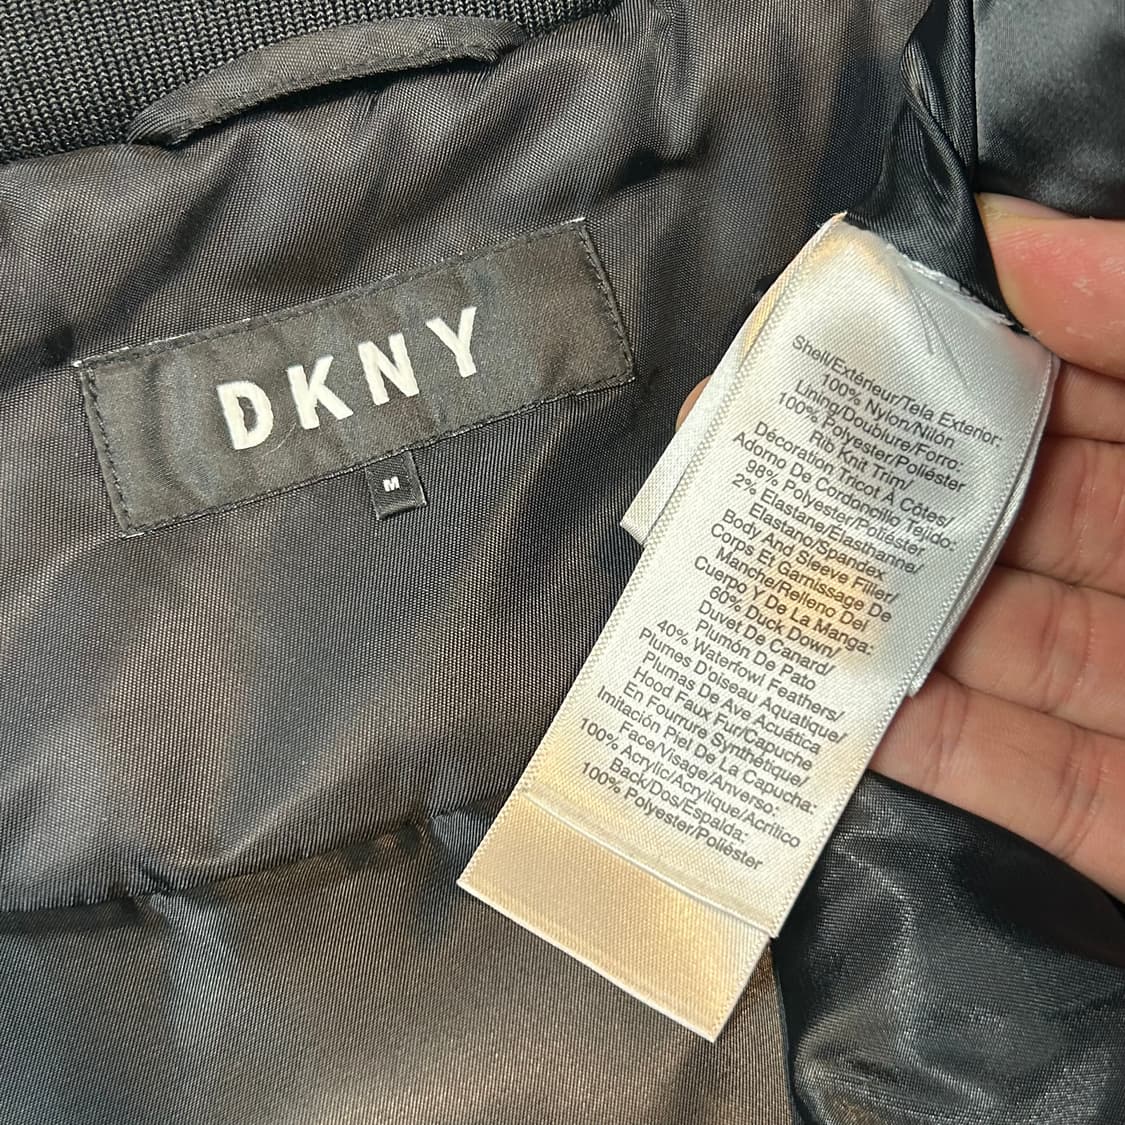 DKNY
M
Shell/Extérieur/Tela Exterior:
100% Nylon/Nilón
Lining/Doublure/Forro:
100% Polyester/Poliéster
Rib Knit Trim/
Décoration Tricot À Côtes/
Adorno De Cordoncillo Tejido:
98% Polyester/Poliéster
2% Elastane/Élasthanne/
Elastano/Spandex
Body And Sleeve Filler/
Corps Et Garnissage De
Manche/Relleno Del
Cuerpo Y De La Manga:
60% Duck Down/
Duvet De Canard/
Plumón De Pato
40% Waterfowl Feathers/
Plumes D'oiseau Aquatique/
Plumas De Ave Acuática
Hood Faux Fur/Capuche
En Fourrure Synthétique/
Imitación Piel De La Capucha:
Face/Visage/Anverso:
100% Acrylic/Acrylique/Acrítico
Back/Dos/Espalda:
100% Polyester/Poliéster